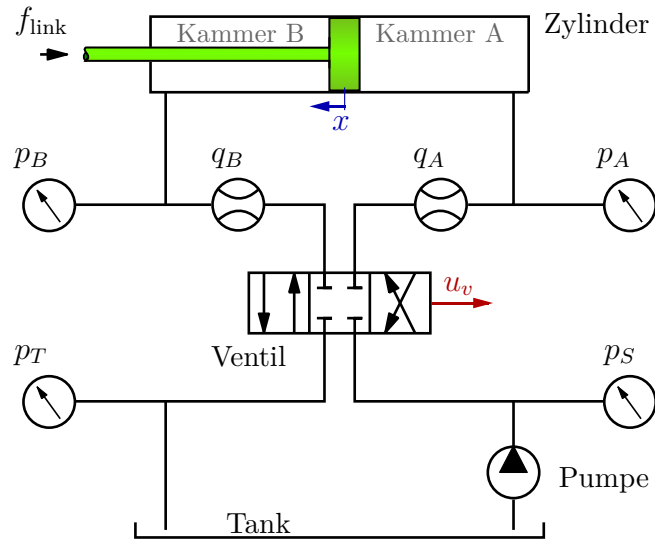 f_link
Kammer B
Kammer A
Zylinder
x
p_B
q_B
q_A
p_A
u_v
Ventil
p_T
p_S
Pumpe
Tank